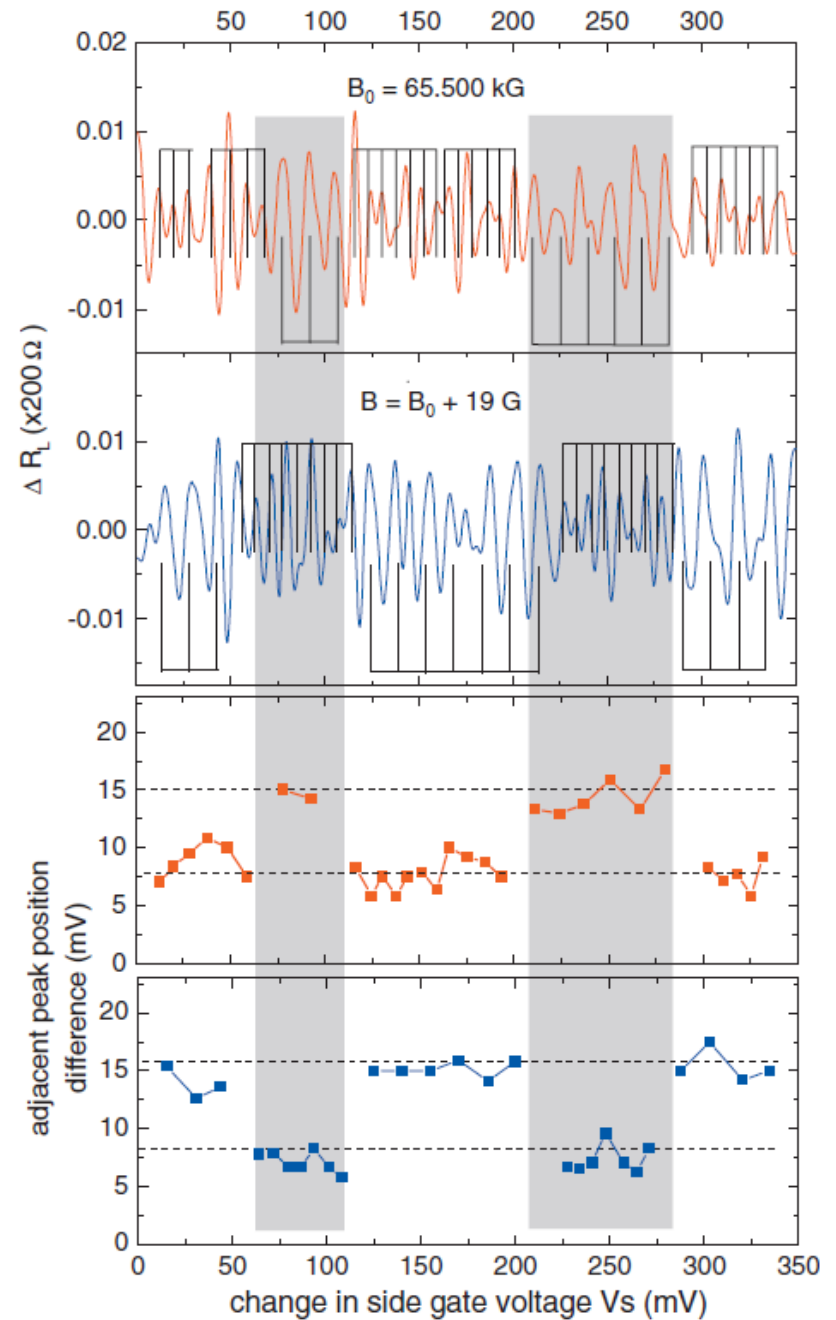 50 100 150 200 250 300
0.02
B₀ = 65.500 kG
0.01
0.00
-0.01
Δ R_L (x200 Ω)
B = B₀ + 19 G
0.01
0.00
-0.01
20
15
10
5
0
adjacent peak position
difference (mV)
20
15
10
5
0
0 50 100 150 200 250 300 350
change in side gate voltage Vs (mV)